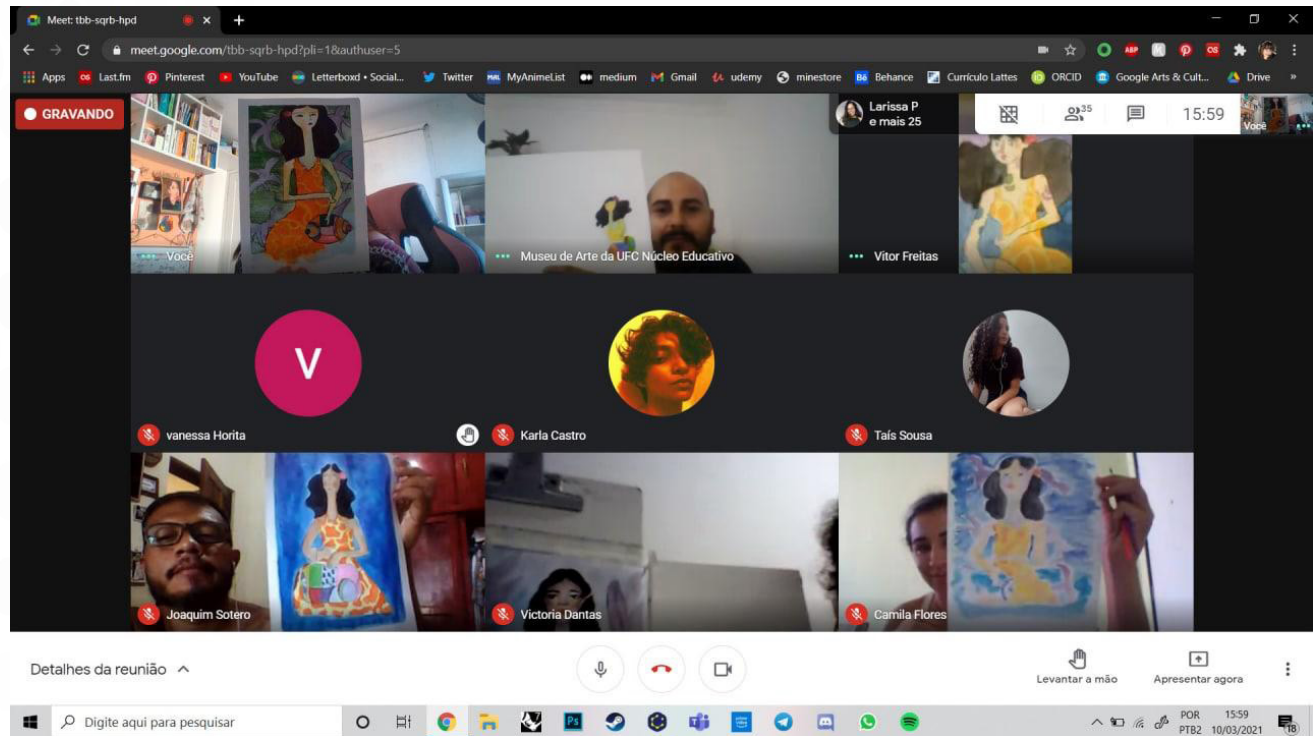 Meet: tbb-sqrb-hpd
meet.google.com/tbb-sqrb-hpd?pli=1&authuser=5
Apps Last.fm Pinterest YouTube Letterboxd • Social... Twitter MyAnimeList medium Gmail udemy minestore Behance Currículo Lattes ORCID Google Arts & Cult... Drive »
GRAVANDO
Larissa P
e mais 25
35
15:59
Você
Você
Museu de Arte da UFC Núcleo Educativo
Vitor Freitas
V
vanessa Horita
Karla Castro
Taís Sousa
Joaquim Sotero
Victoria Dantas
Camila Flores
Detalhes da reunião
Levantar a mão
Apresentar agora
Digite aqui para pesquisar
POR
PTB2
15:59
10/03/2021
18